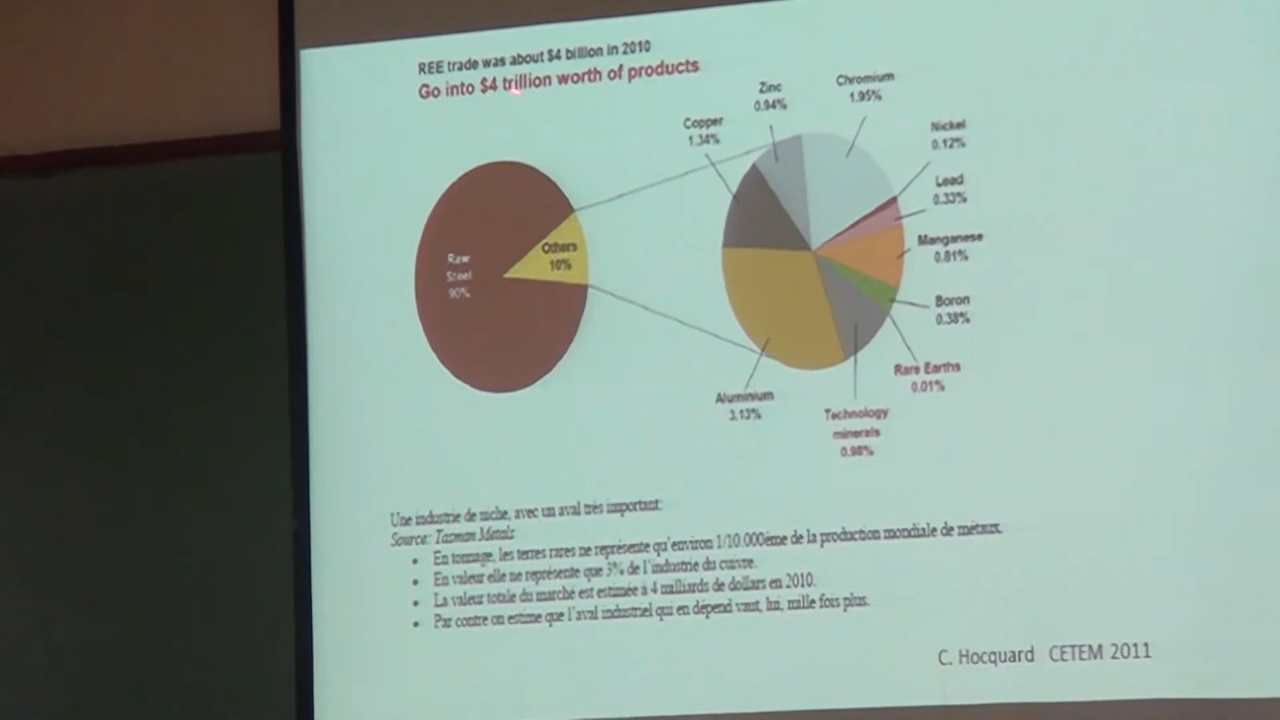 REE trade was about $4 billion in 2010
Go into $4 trillion worth of products
Zinc
0.94%
Chromium
1.95%
Copper
1.34%
Nickel
0.12%
Lead
0.33%
Manganese
0.81%
Boron
0.38%
Rare Earths
0.01%
Technology
minerals
0.98%
Aluminium
3.13%
Raw
Steel
90%
Others
10%
Une industrie de niche, avec un aval très important:
Source: Tasman Metals
• En tonnage, les terres rares ne représente qu'environ 1/10.000ème de la production mondiale de métaux.
• En valeur elle ne représente que 3% de l'industrie du cuivre.
• La valeur totale du marché est estimée à 4 milliards de dollars en 2010.
• Par contre on estime que l'aval industriel qui en dépend vaut, lui, mille fois plus.
C. Hocquard CETEM 2011